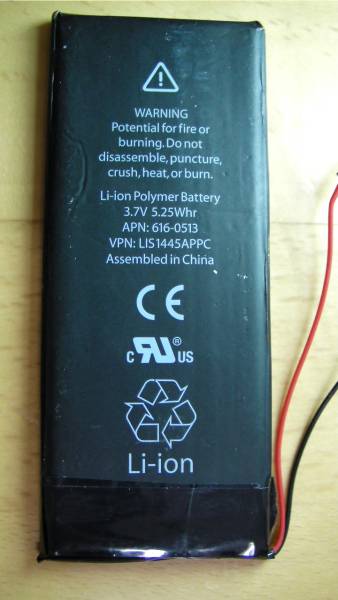 WARNING
Potential for fire or
burning. Do not
disassemble, puncture,
crush, heat, or burn.
Li-ion Polymer Battery
3.7V 5.25Whr
APN: 616-0513
VPN: LIS1445APPC
Assembled in China
CE
c RU® US
Li-ion